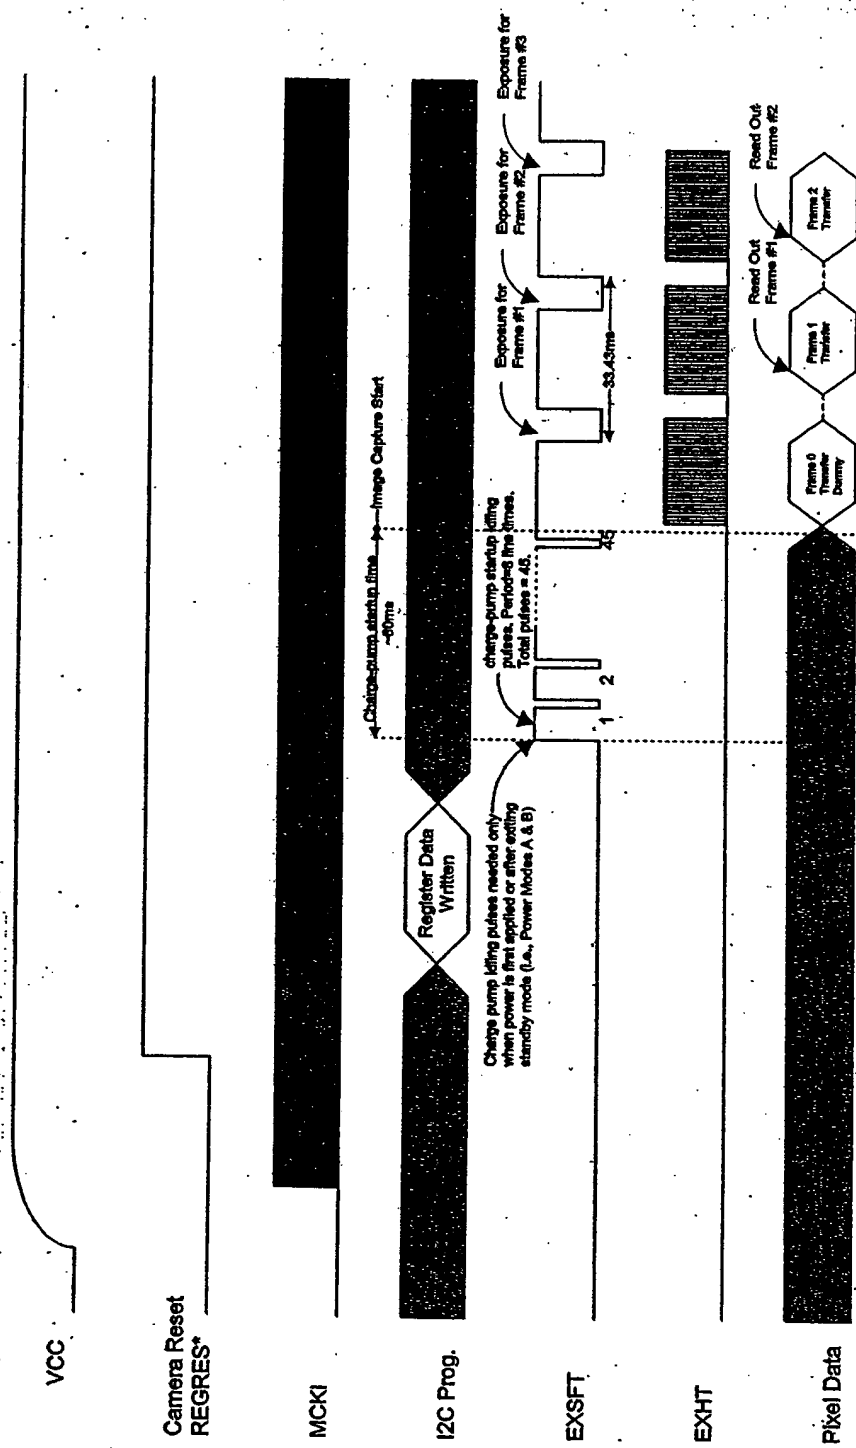 VCC
Camera Reset
REGRES*
MCKI
I2C Prog.
EXSFT
EXHT
Pixel Data
Register Data
Written
Charge-pump startup time
~60ms
Image Capture Start
Charge pump idling pulses needed only
when power is first applied or after exiting
standby mode (i.e., Power Modes A & B)
charge-pump startup idling
pulses. Period=8 line times.
Total pulses = 45.
1
2
45
Exposure for
Frame #1
Exposure for
Frame #2
Exposure for
Frame #3
33.43ms
Frame 0
Transfer
Dummy
Frame 1
Transfer
Frame 2
Transfer
Read Out
Frame #1
Read Out
Frame #2